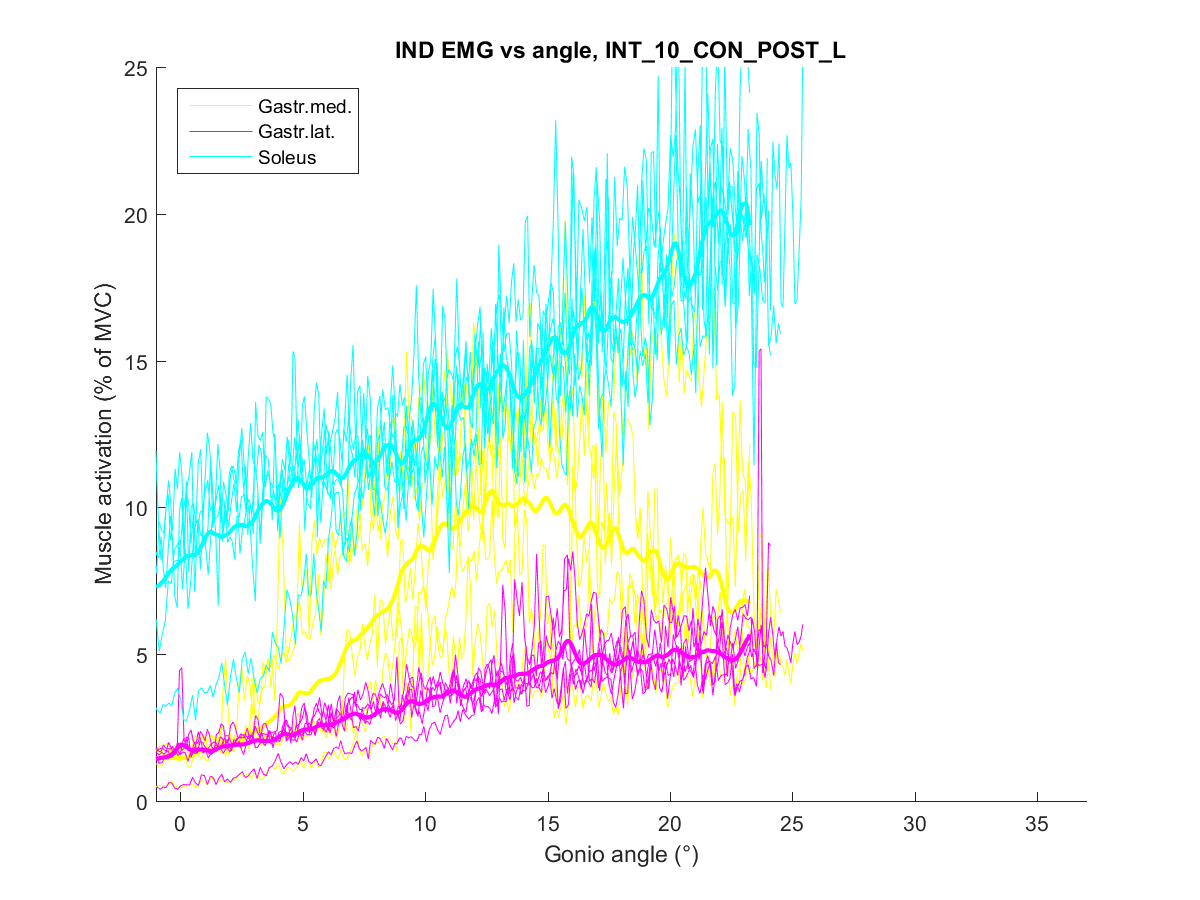 IND EMG vs angle, INT_10_CON_POST_L
25
20
15
10
5
0
Gastr.med.
Gastr.lat.
Soleus
Muscle activation (% of MVC)
0 5 10 15 20 25 30 35
Gonio angle (°)